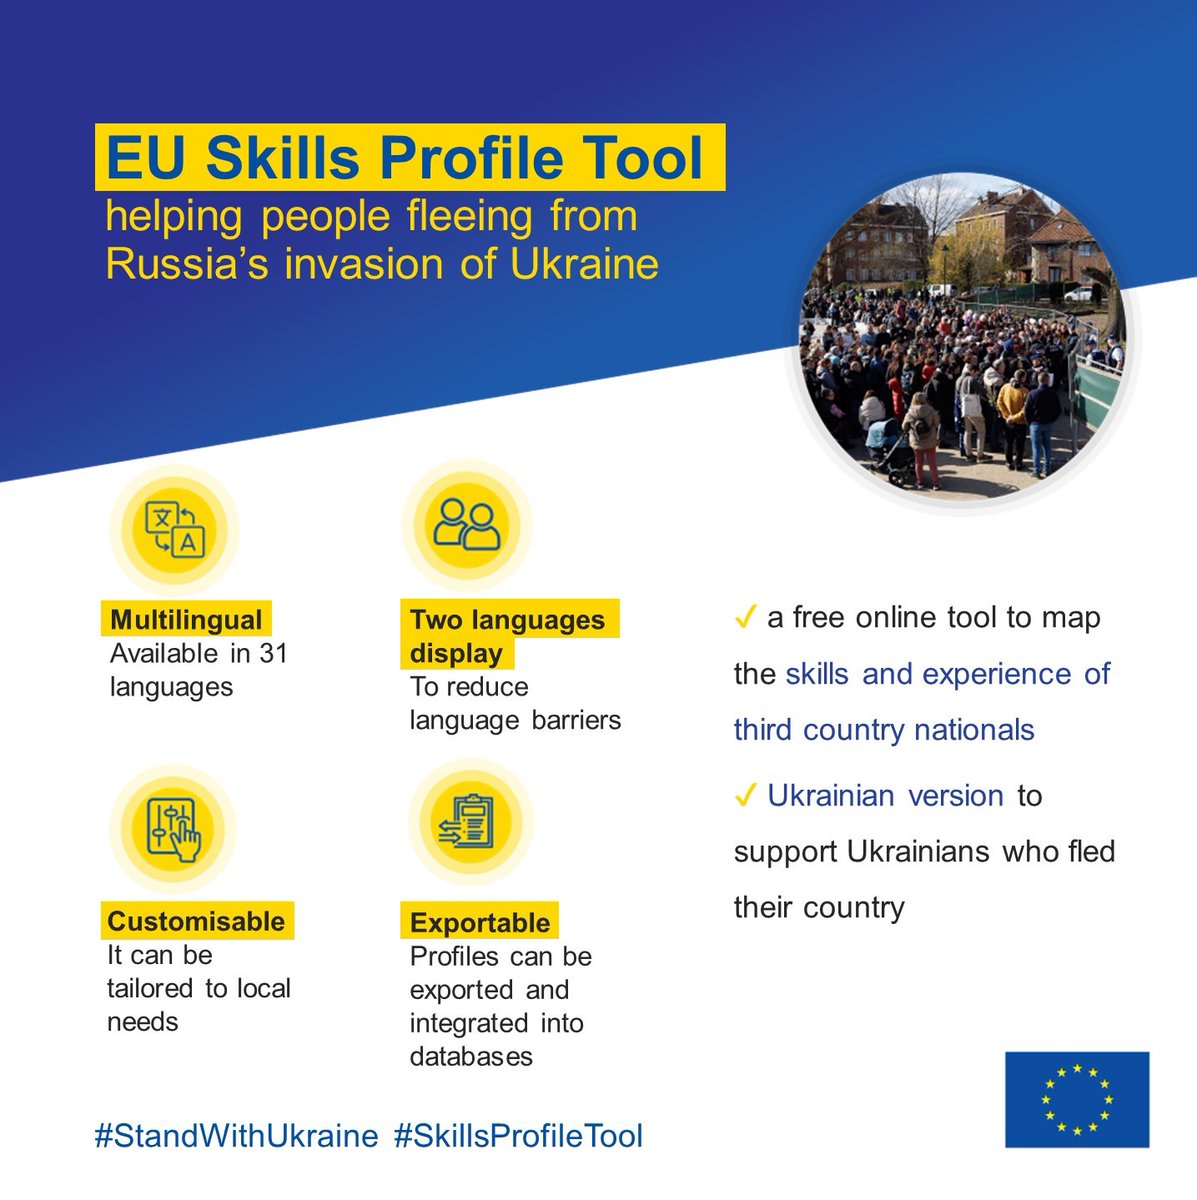 EU Skills Profile Tool
helping people fleeing from
Russia’s invasion of Ukraine
文
A
Multilingual
Available in 31
languages
Two languages
display
To reduce
language barriers
Customisable
It can be
tailored to local
needs
Exportable
Profiles can be
exported and
integrated into
databases
✓ a free online tool to map
the skills and experience of
third country nationals
✓ Ukrainian version to
support Ukrainians who fled
their country
#StandWithUkraine #SkillsProfileTool